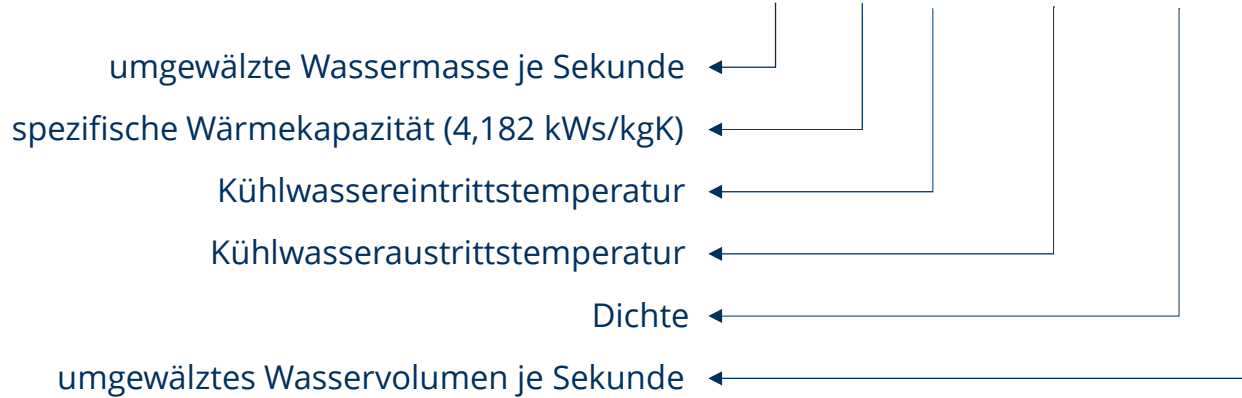 umgewälzte Wassermasse je Sekunde
spezifische Wärmekapazität (4,182 kWs/kgK)
Kühlwassereintrittstemperatur
Kühlwasseraustrittstemperatur
Dichte
umgewälztes Wasservolumen je Sekunde